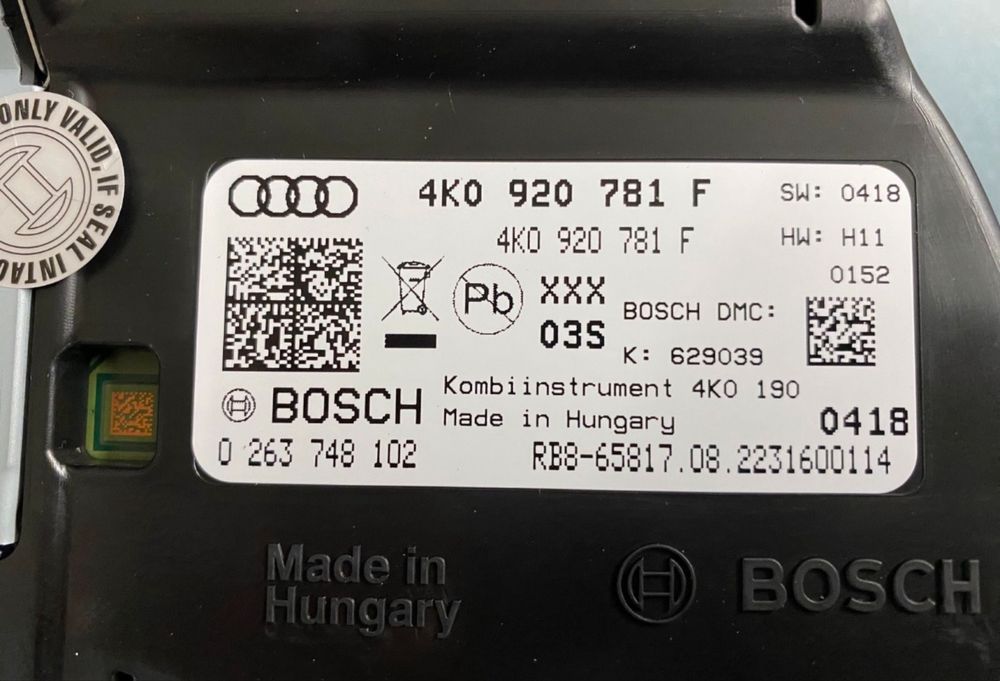 ONLY VALID, IF SEAL INTAC
4K0 920 781 F
SW: 0418
4K0 920 781 F
HW: H11
0152
Pb
XXX
03S
BOSCH DMC:
K: 629039
BOSCH
Kombiinstrument 4K0 190
Made in Hungary
0418
0 263 748 102
RB8-65817.08.2231600114
Made in
Hungary
BOSCH